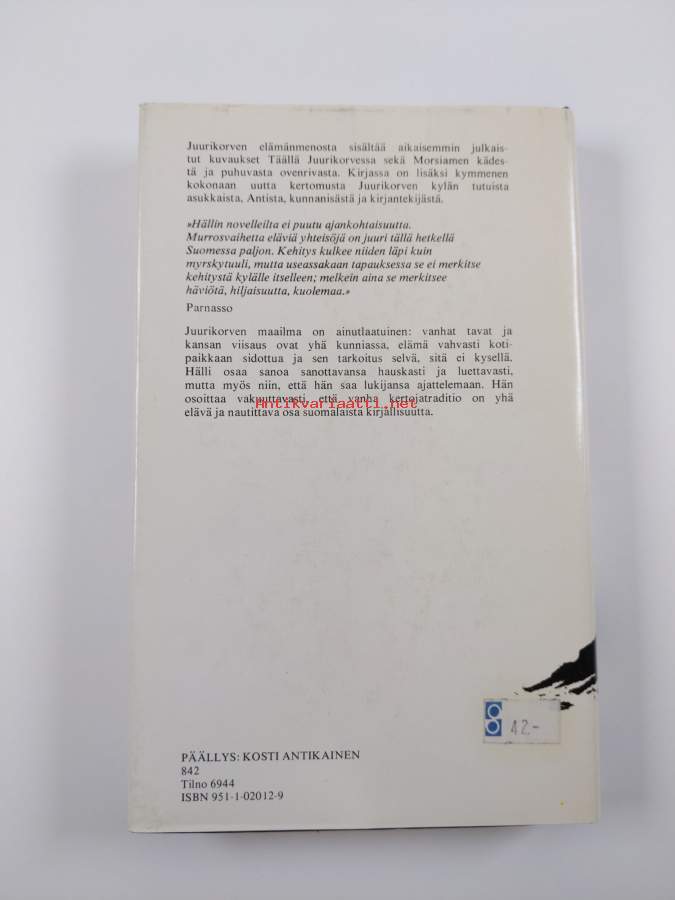 Juurikorven elämänmenosta sisältää aikaisemmin julkais-
tut kuvaukset Täällä Juurikorvessa sekä Morsiamen kädes-
tä ja puhuvasta ovenrivasta. Kirjassa on lisäksi kymmenen
kokonaan uutta kertomusta Juurikorven kylän tutuista
asukkaista, Antista, kunnanisästä ja kirjantekijästä.
»Hällin novelleilta ei puutu ajankohtaisuutta.
Murrosvaihetta eläviä yhteisöjä on juuri tällä hetkellä
Suomessa paljon. Kehitys kulkee niiden läpi kuin
myrskytuuli, mutta useassakaan tapauksessa se ei merkitse
kehitystä kylälle itselleen; melkein aina se merkitsee
häviötä, hiljaisuutta, kuolemaa.»
Parnasso
Juurikorven maailma on ainutlaatuinen: vanhat tavat ja
kansan viisaus ovat yhä kunniassa, elämä vahvasti koti-
paikkaan sidottua ja sen tarkoitus selvä, sitä ei kysellä.
Hälli osaa sanoa sanottavansa hauskasti ja luettavasti,
mutta myös niin, että hän saa lukijansa ajattelemaan. Hän
osoittaa vakuuttavasti, että vanha kertojatraditio on yhä
Antikvariaatti.net
elävä ja nautittava osa suomalaista kirjallisuutta.
42-
PÄÄLLYS: KOSTI ANTIKAINEN
842
Tilno 6944
ISBN 951-1-02012-9